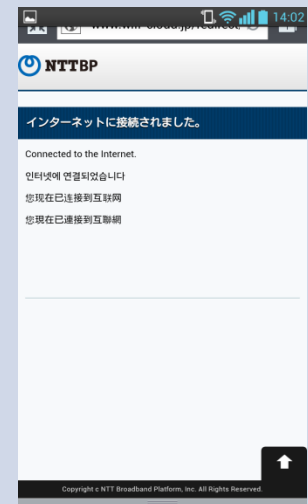 14:02
NTTBP
インターネットに接続されました。
Connected to the Internet.
인터넷에 연결되었습니다
您现在已连接到互联网
您現在已連接到互聯網
Copyright c NTT Broadband Platform, Inc. All Rights Reserved.